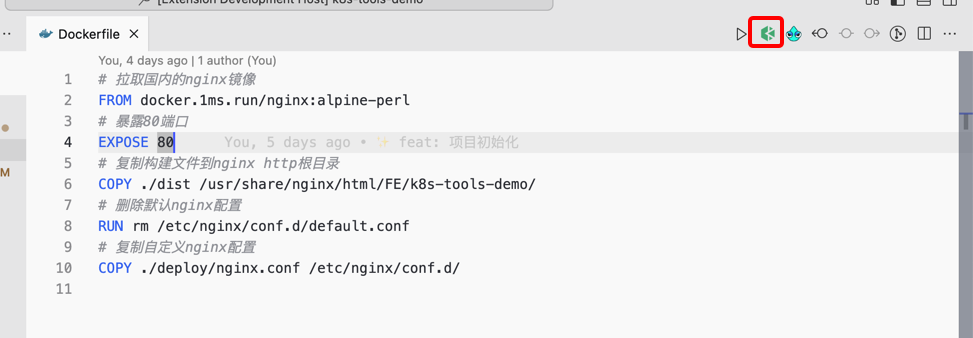 [Extension Development Host] k8s-tools-demo
Dockerfile
You, 4 days ago | 1 author (You)
1 # 拉取国内的nginx镜像
2 FROM docker.1ms.run/nginx:alpine-perl
3 # 暴露80端口
4 EXPOSE 80 You, 5 days ago • ✨ feat: 项目初始化
5 # 复制构建文件到nginx http根目录
6 COPY ./dist /usr/share/nginx/html/FE/k8s-tools-demo/
7 # 删除默认nginx配置
8 RUN rm /etc/nginx/conf.d/default.conf
9 # 复制自定义nginx配置
10 COPY ./deploy/nginx.conf /etc/nginx/conf.d/
11
M